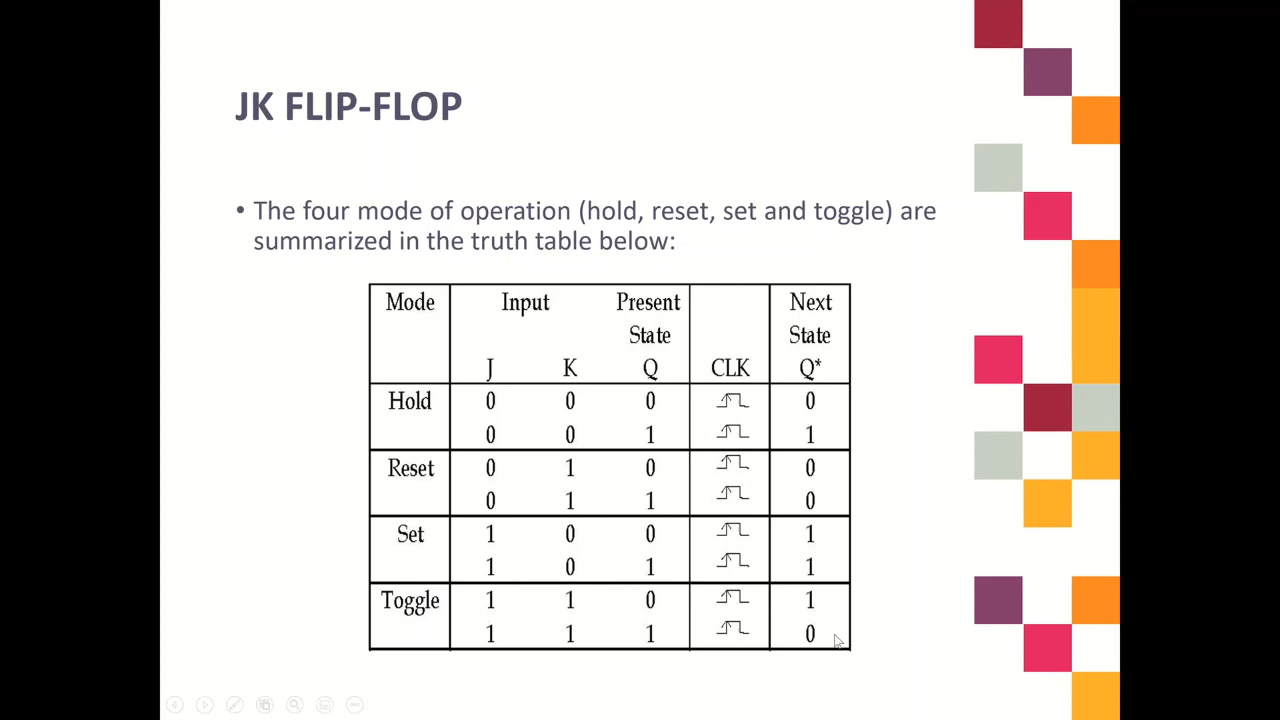 JK FLIP-FLOP
• The four mode of operation (hold, reset, set and toggle) are
summarized in the truth table below:
Mode Input Present Next
State State
J K Q CLK Q*
Hold 0 0 0 0
0 0 1 1
Reset 0 1 0 0
0 1 1 0
Set 1 0 0 1
1 0 1 1
Toggle 1 1 0 1
1 1 1 0